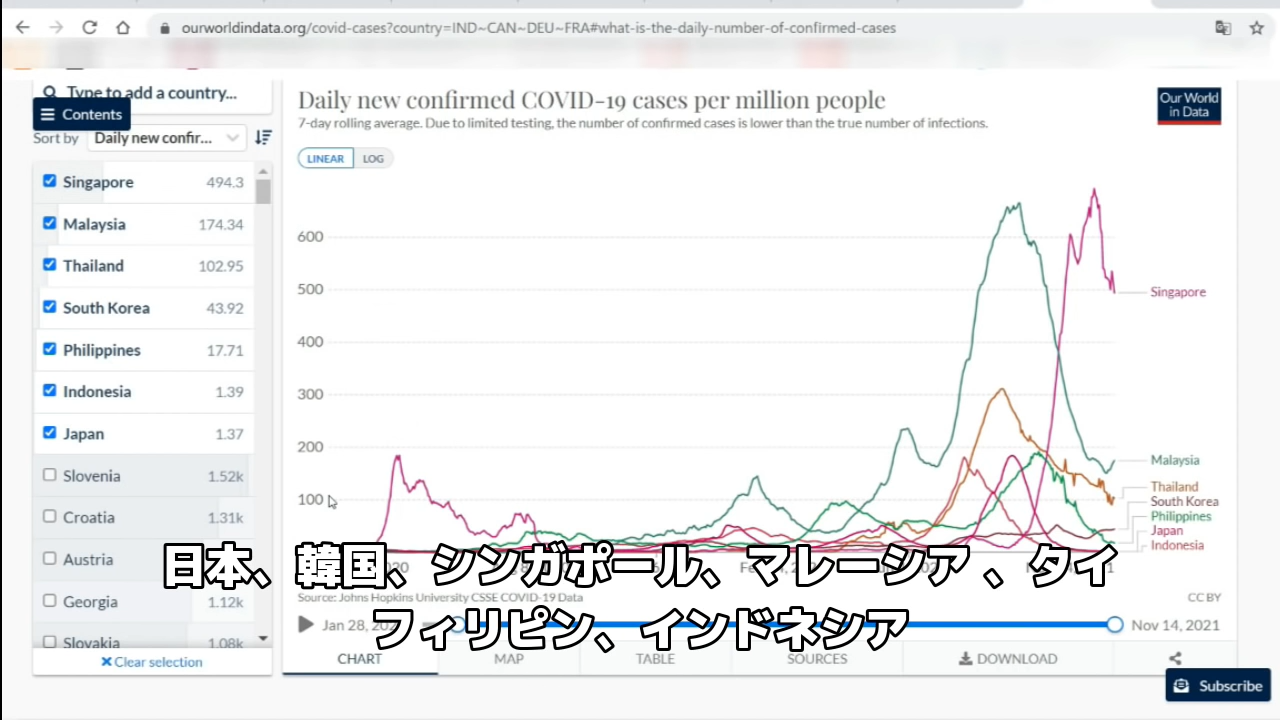 ourworldindata.org/covid-cases?country=IND~CAN~DEU~FRA#what-is-the-daily-number-of-confirmed-cases
Type to add a country...
Contents
Sort by Daily new confir...
Singapore 494.3
Malaysia 174.34
Thailand 102.95
South Korea 43.92
Philippines 17.71
Indonesia 1.39
Japan 1.37
Slovenia 1.52k
Croatia 1.31k
Austria
Georgia 1.12k
Slovakia 1.08k
Clear selection
Daily new confirmed COVID-19 cases per million people
7-day rolling average. Due to limited testing, the number of confirmed cases is lower than the true number of infections.
Our World
in Data
LINEAR LOG
600
500
400
300
200
100
Singapore
Malaysia
Thailand
South Korea
Philippines
Japan
Indonesia
日本、韓国、シンガポール、マレーシア 、タイ
フィリピン、インドネシア
Source: Johns Hopkins University CSSE COVID-19 Data
CC BY
Jan 28, Nov 14, 2021
CHART MAP TABLE SOURCES DOWNLOAD
Subscribe